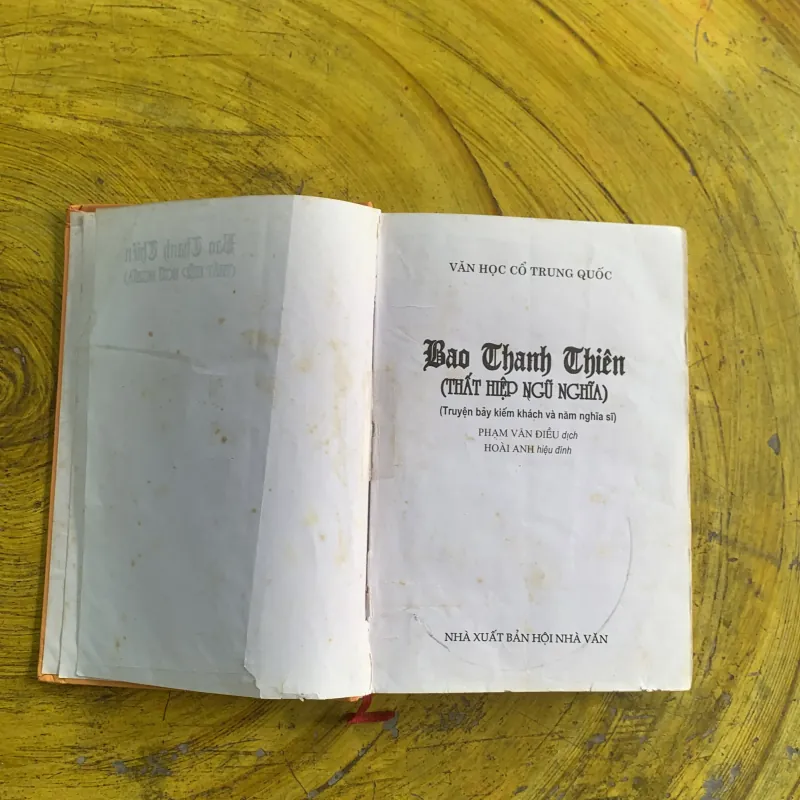 VĂN HỌC CỔ TRUNG QUỐC
Bao Thanh Thiên
(THẤT HIỆP NGŨ NGHĨA)
(Truyện bảy kiếm khách và năm nghĩa sĩ)
PHẠM VĂN ĐIỀU dịch
HOÀI ANH hiệu đính
NHÀ XUẤT BẢN HỘI NHÀ VĂN